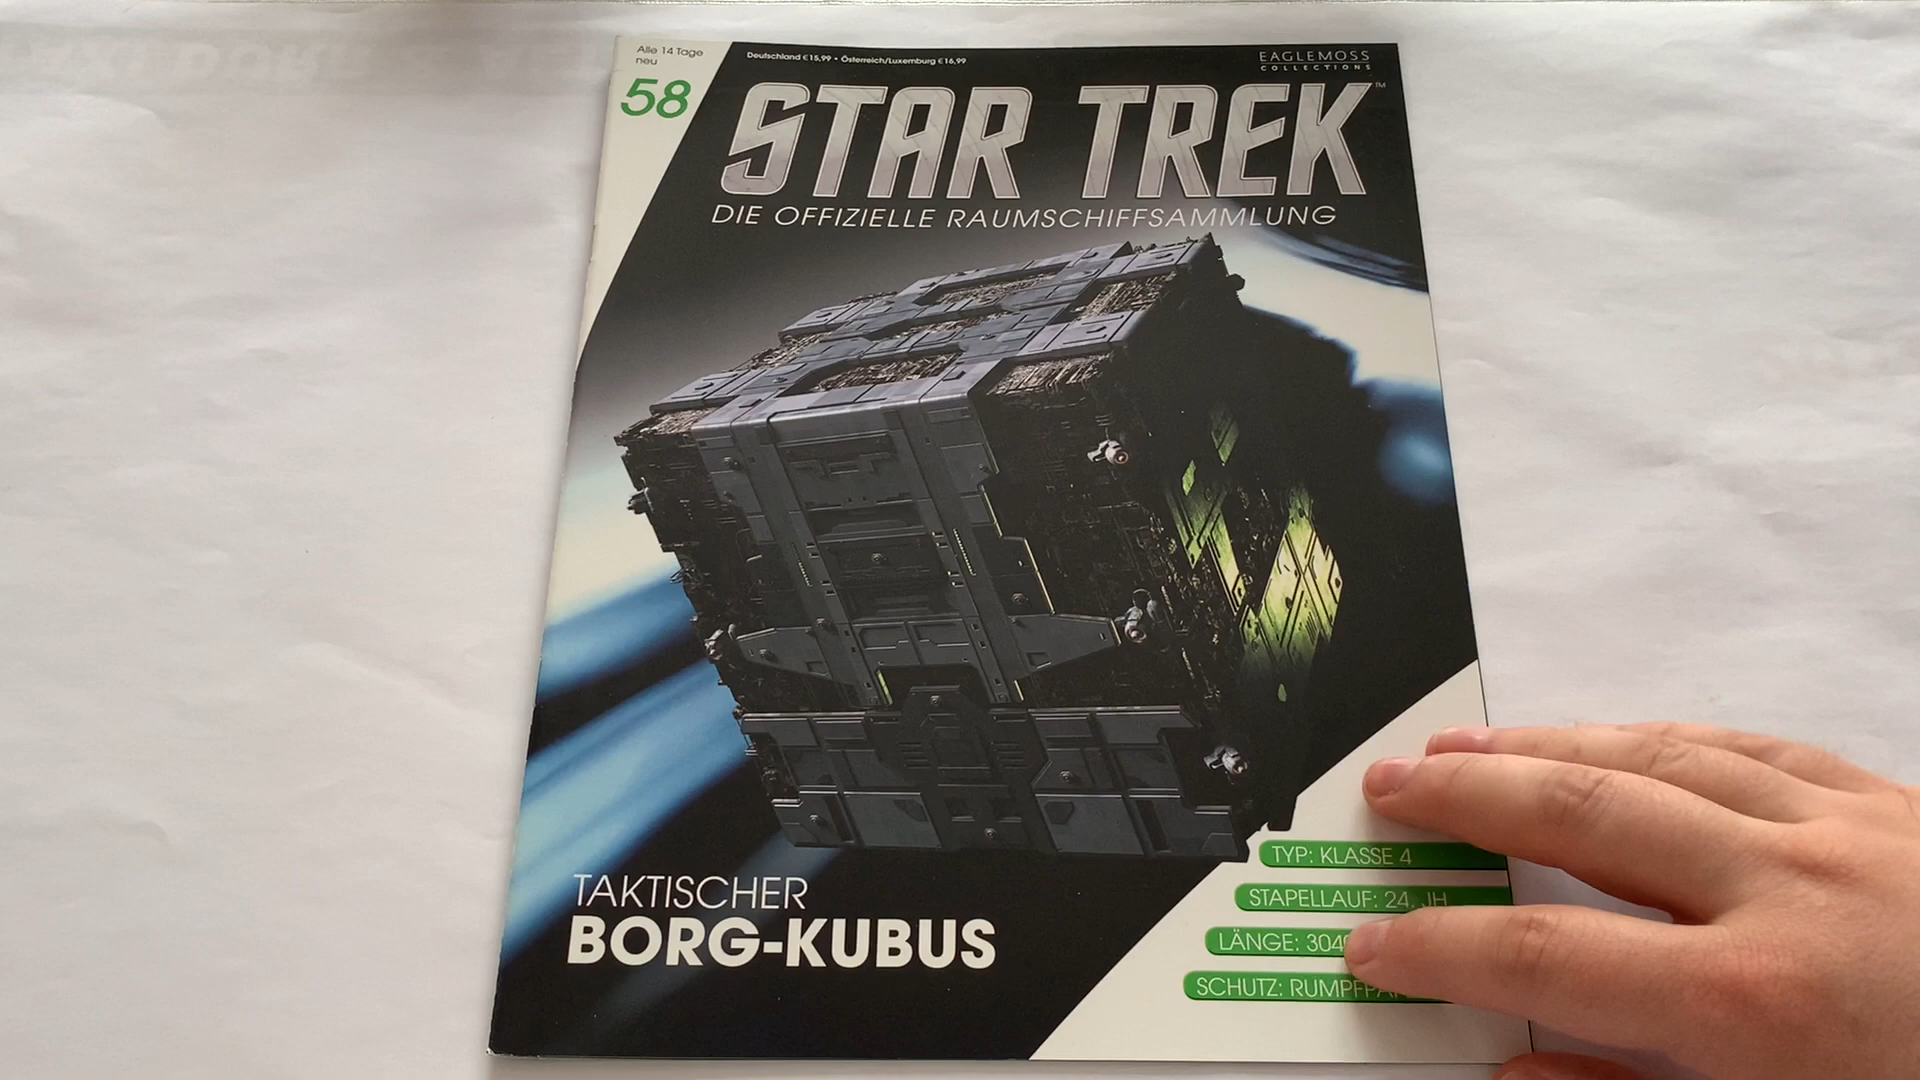 Alle 14 Tage
neu
58
Deutschland €15,99 • Österreich/Luxemburg €16,99
EAGLEMOSS
COLLECTIONS
STAR TREK™
DIE OFFIZIELLE RAUMSCHIFFSAMMLUNG
TAKTISCHER
BORG-KUBUS
TYP: KLASSE 4
STAPELLAUF: 24. JH
LÄNGE:
SCHUTZ: